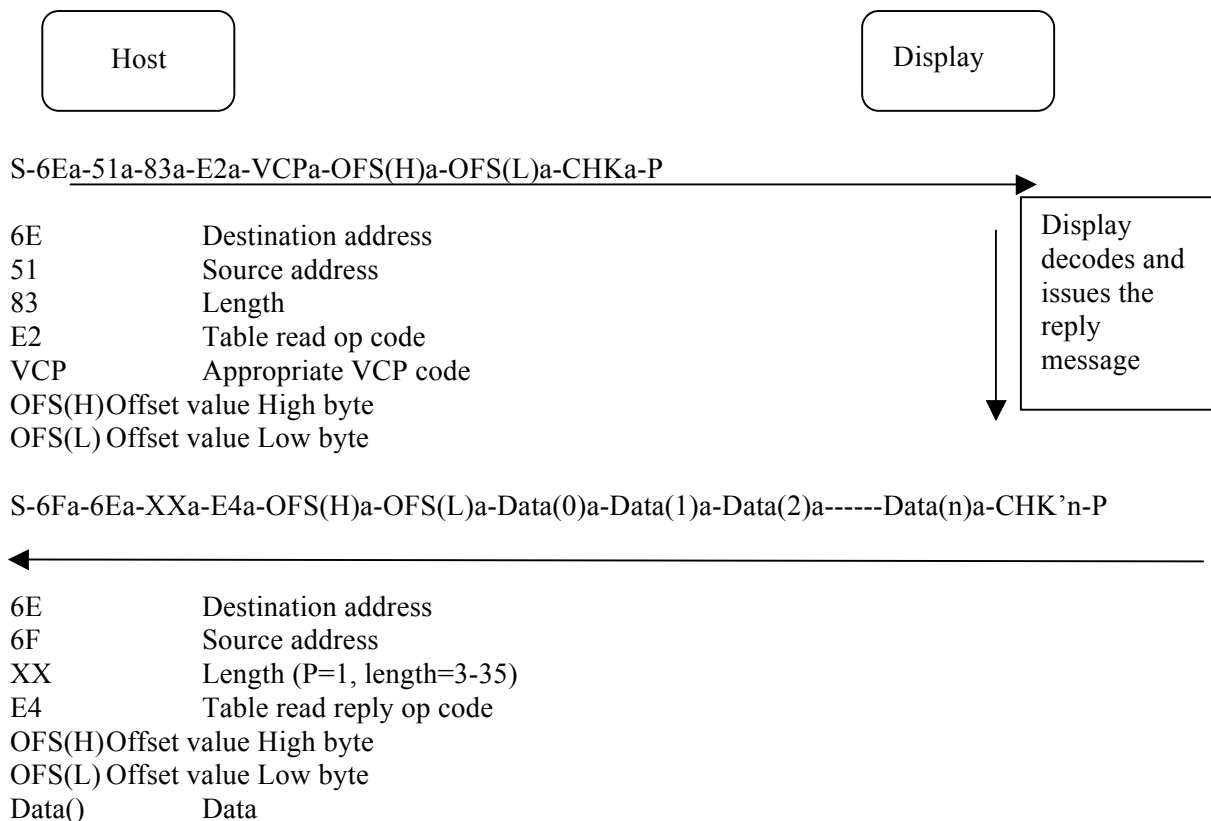 Host
Display
S-6Ea-51a-83a-E2a-VCPa-OFS(H)a-OFS(L)a-CHKa-P
6E Destination address
51 Source address
83 Length
E2 Table read op code
VCP Appropriate VCP code
OFS(H)Offset value High byte
OFS(L) Offset value Low byte
Display
decodes and
issues the
reply
message
S-6Fa-6Ea-XXa-E4a-OFS(H)a-OFS(L)a-Data(0)a-Data(1)a-Data(2)a------Data(n)a-CHK’n-P
6E Destination address
6F Source address
XX Length (P=1, length=3-35)
E4 Table read reply op code
OFS(H)Offset value High byte
OFS(L) Offset value Low byte
Data() Data